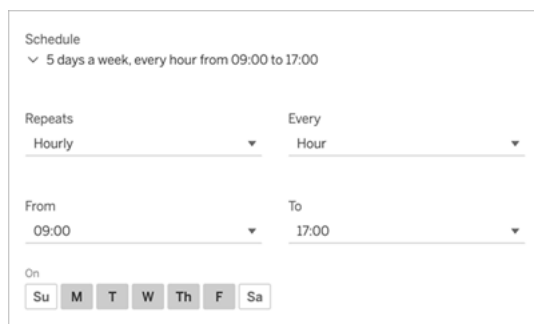 Schedule
5 days a week, every hour from 09:00 to 17:00
Repeats Every
Hourly Hour
From To
09:00 17:00
On
Su M T W Th F Sa